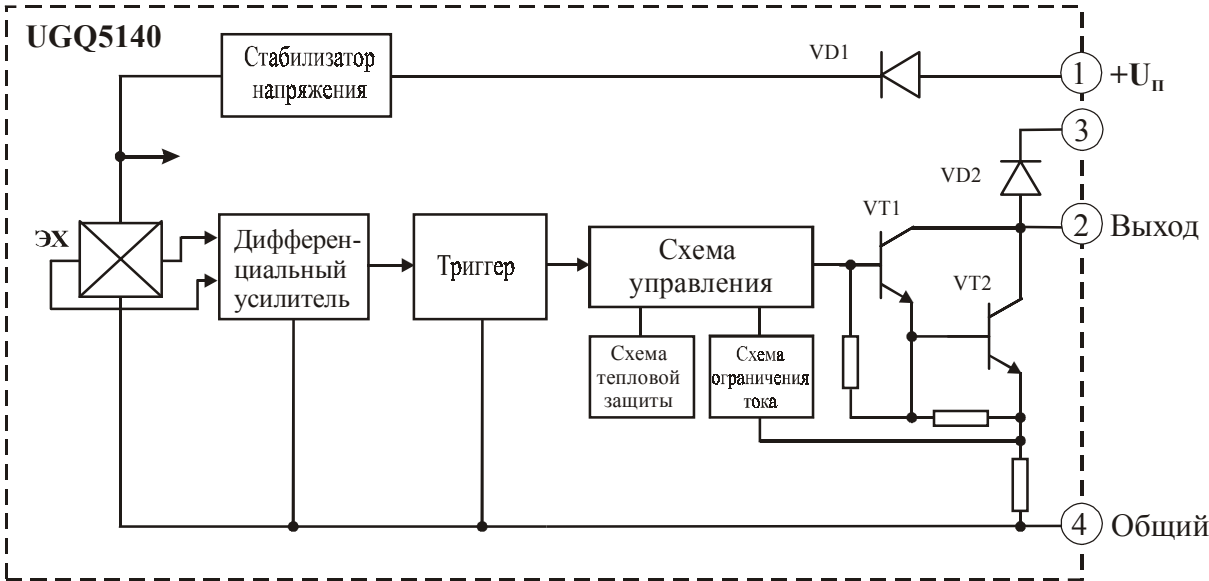 UGQ5140
Стабилизатор
напряжения
VD1
1
+Uп
3
VD2
VT1
2
Выход
ЭХ
Дифферен-
циальный
усилитель
Триггер
Схема
управления
VT2
Схема
тепловой
защиты
Схема
ограничения
тока
4
Общий